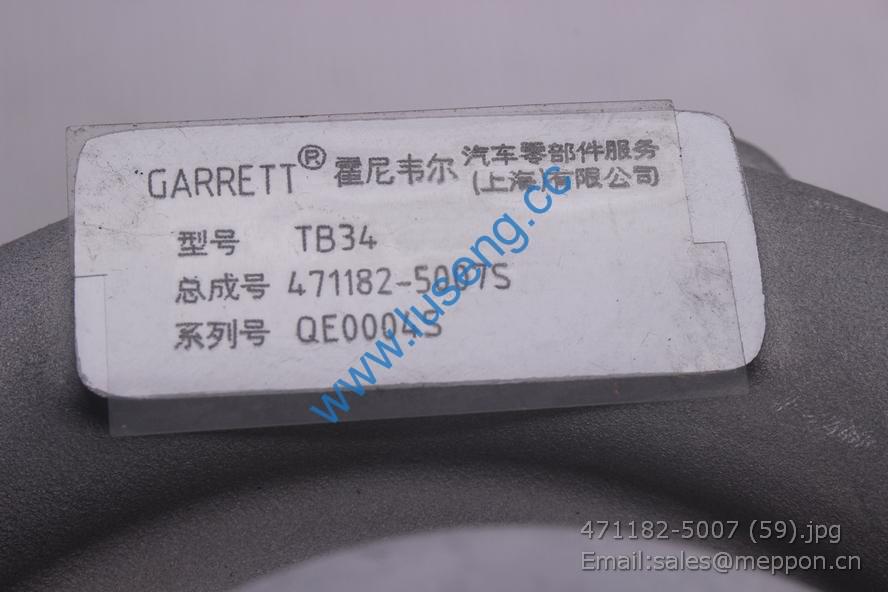 GARRETT® 霍尼韦尔 汽车零部件服务
(上海)有限公司
型号 TB34
总成号 471182-5007S
系列号 QE0004S
www.luseng.cc
471182-5007 (59).jpg
Email:sales@meppon.cn